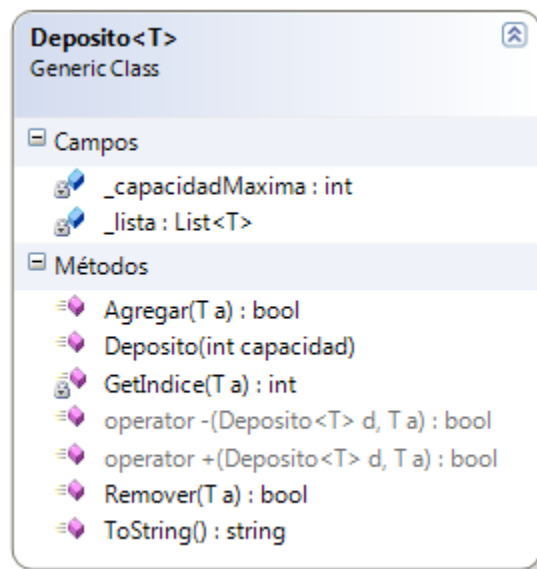 Deposito<T>
Generic Class
Campos
_capacidadMaxima : int
_lista : List<T>
Métodos
Agregar(T a) : bool
Deposito(int capacidad)
GetIndice(T a) : int
operator -(Deposito<T> d, T a) : bool
operator +(Deposito<T> d, T a) : bool
Remover(T a) : bool
ToString() : string